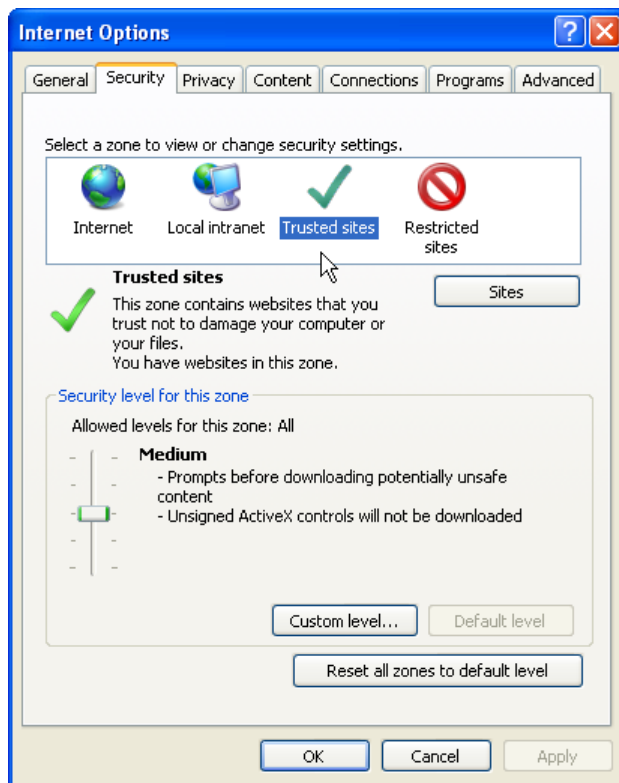 Internet Options
General Security Privacy Content Connections Programs Advanced
Select a zone to view or change security settings.
Internet Local intranet Trusted sites Restricted
sites
Trusted sites
Sites
This zone contains websites that you
trust not to damage your computer or
your files.
You have websites in this zone.
Security level for this zone
Allowed levels for this zone: All
Medium
- Prompts before downloading potentially unsafe
content
- Unsigned ActiveX controls will not be downloaded
Custom level... Default level
Reset all zones to default level
OK Cancel Apply